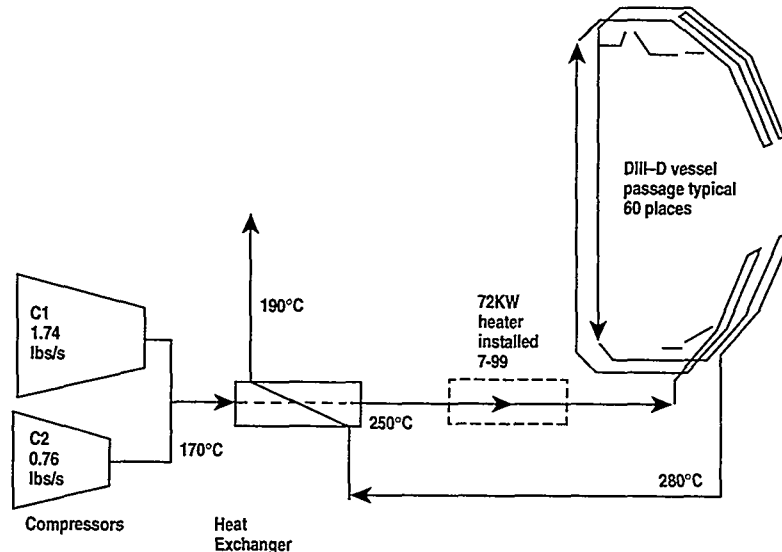 DIII–D vessel
passage typical
60 places
190°C
72KW
heater
installed
7-99
C1
1.74
lbs/s
250°C
C2
0.76
lbs/s
170°C
280°C
Compressors
Heat
Exchanger